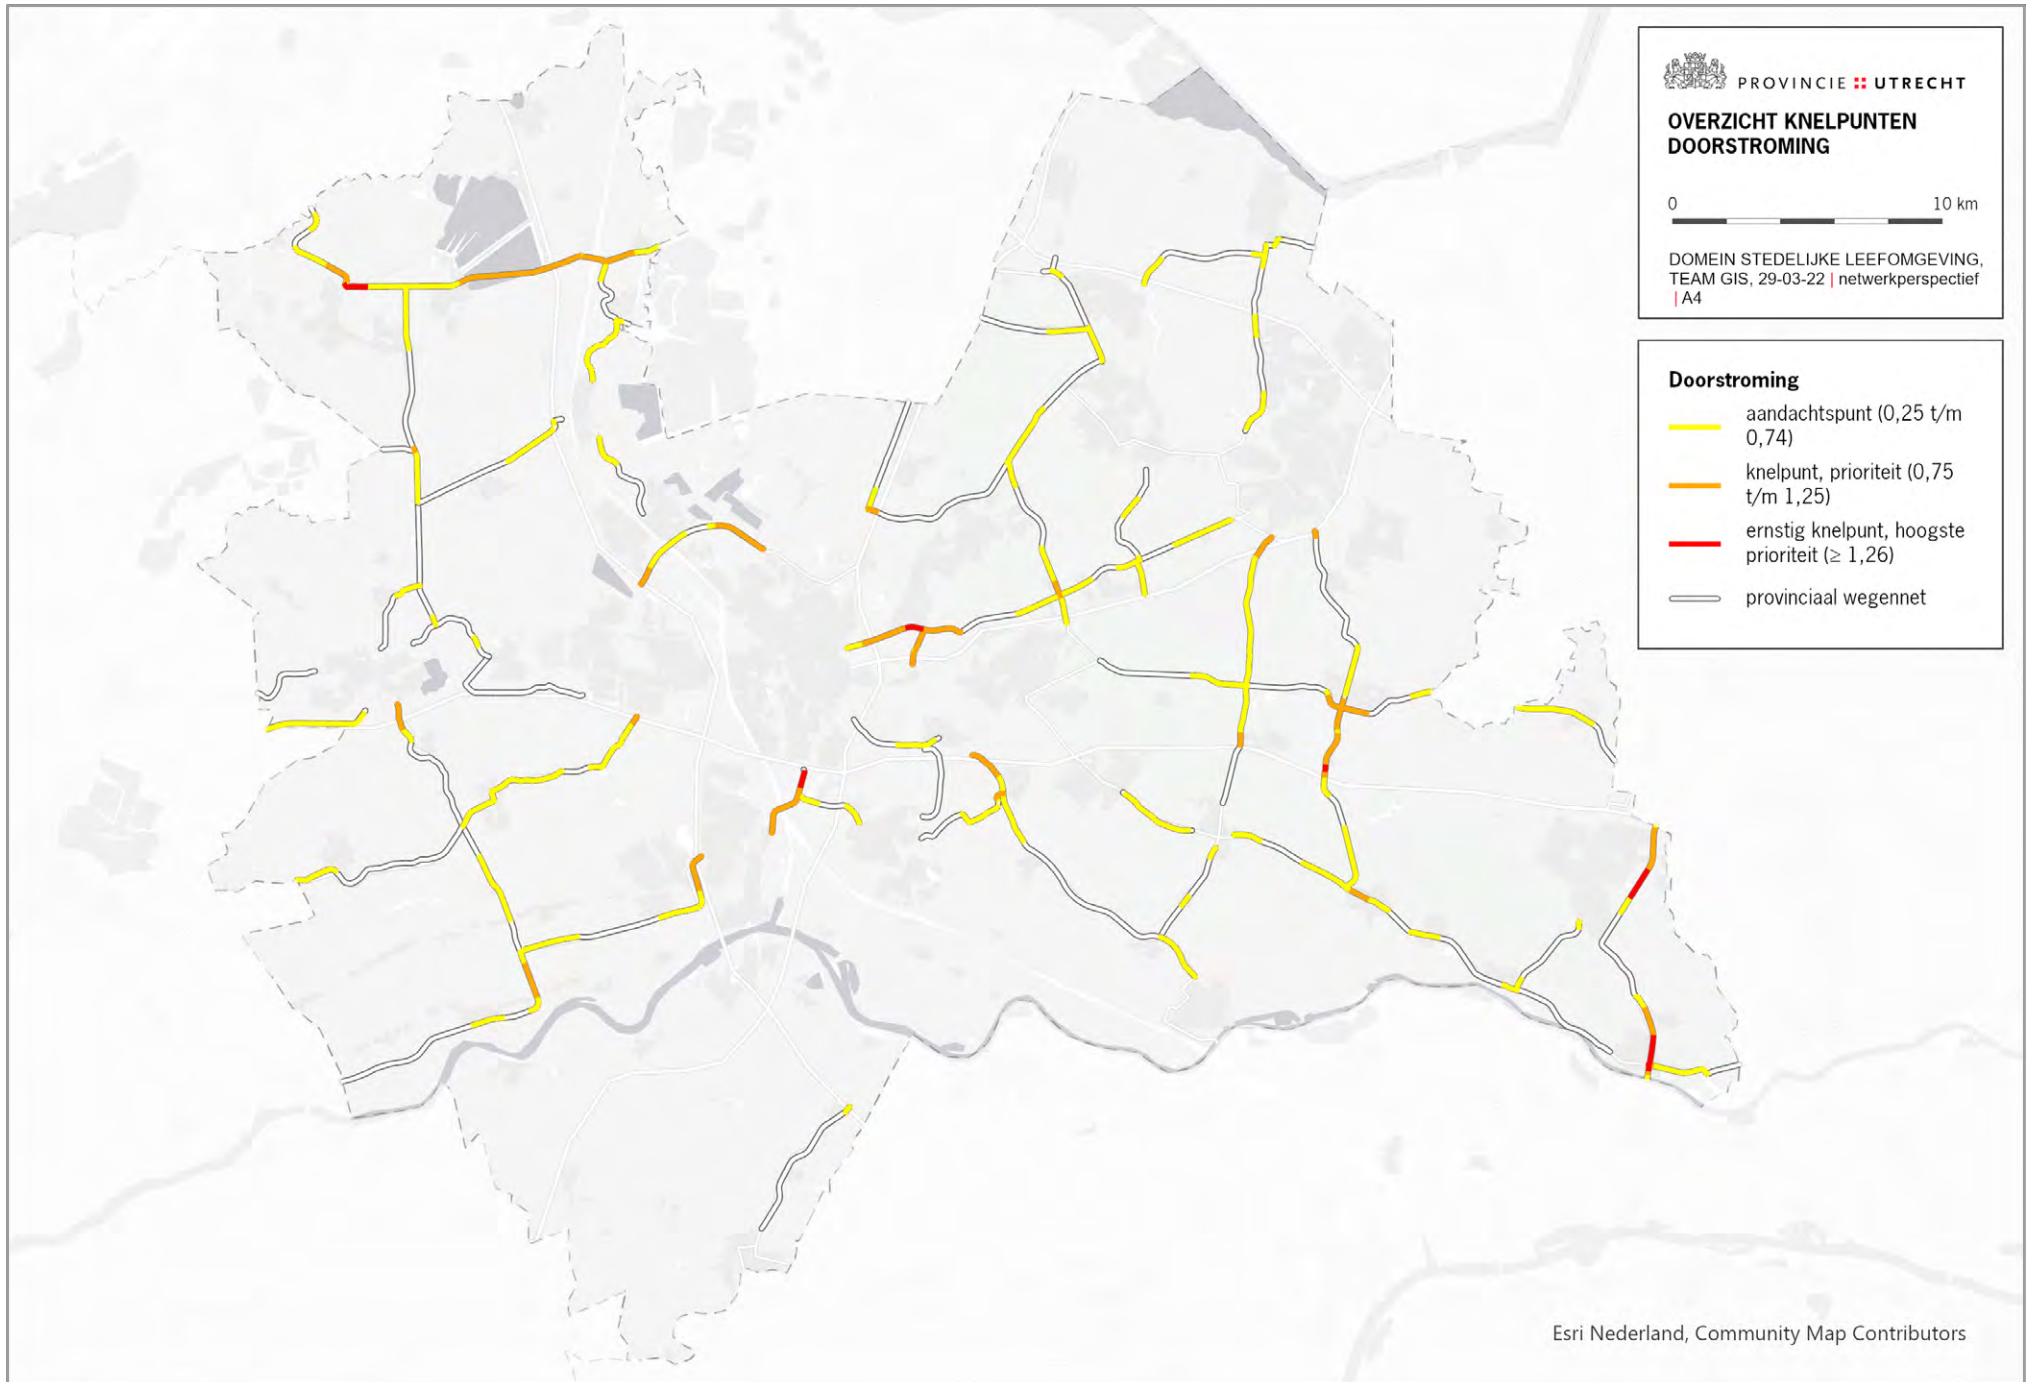 PROVINCIE UTRECHT
OVERZICHT KNELPUNTEN
DOORSTROMING
0 10 km
DOMEIN STEDELIJKE LEEFOMGEVING,
TEAM GIS, 29-03-22 | netwerkperspectief
| A4
Doorstroming
aandachtspunt (0,25 t/m
0,74)
knelpunt, prioriteit (0,75
t/m 1,25)
ernstig knelpunt, hoogste
prioriteit (≥ 1,26)
provinciaal wegennet
Esri Nederland, Community Map Contributors